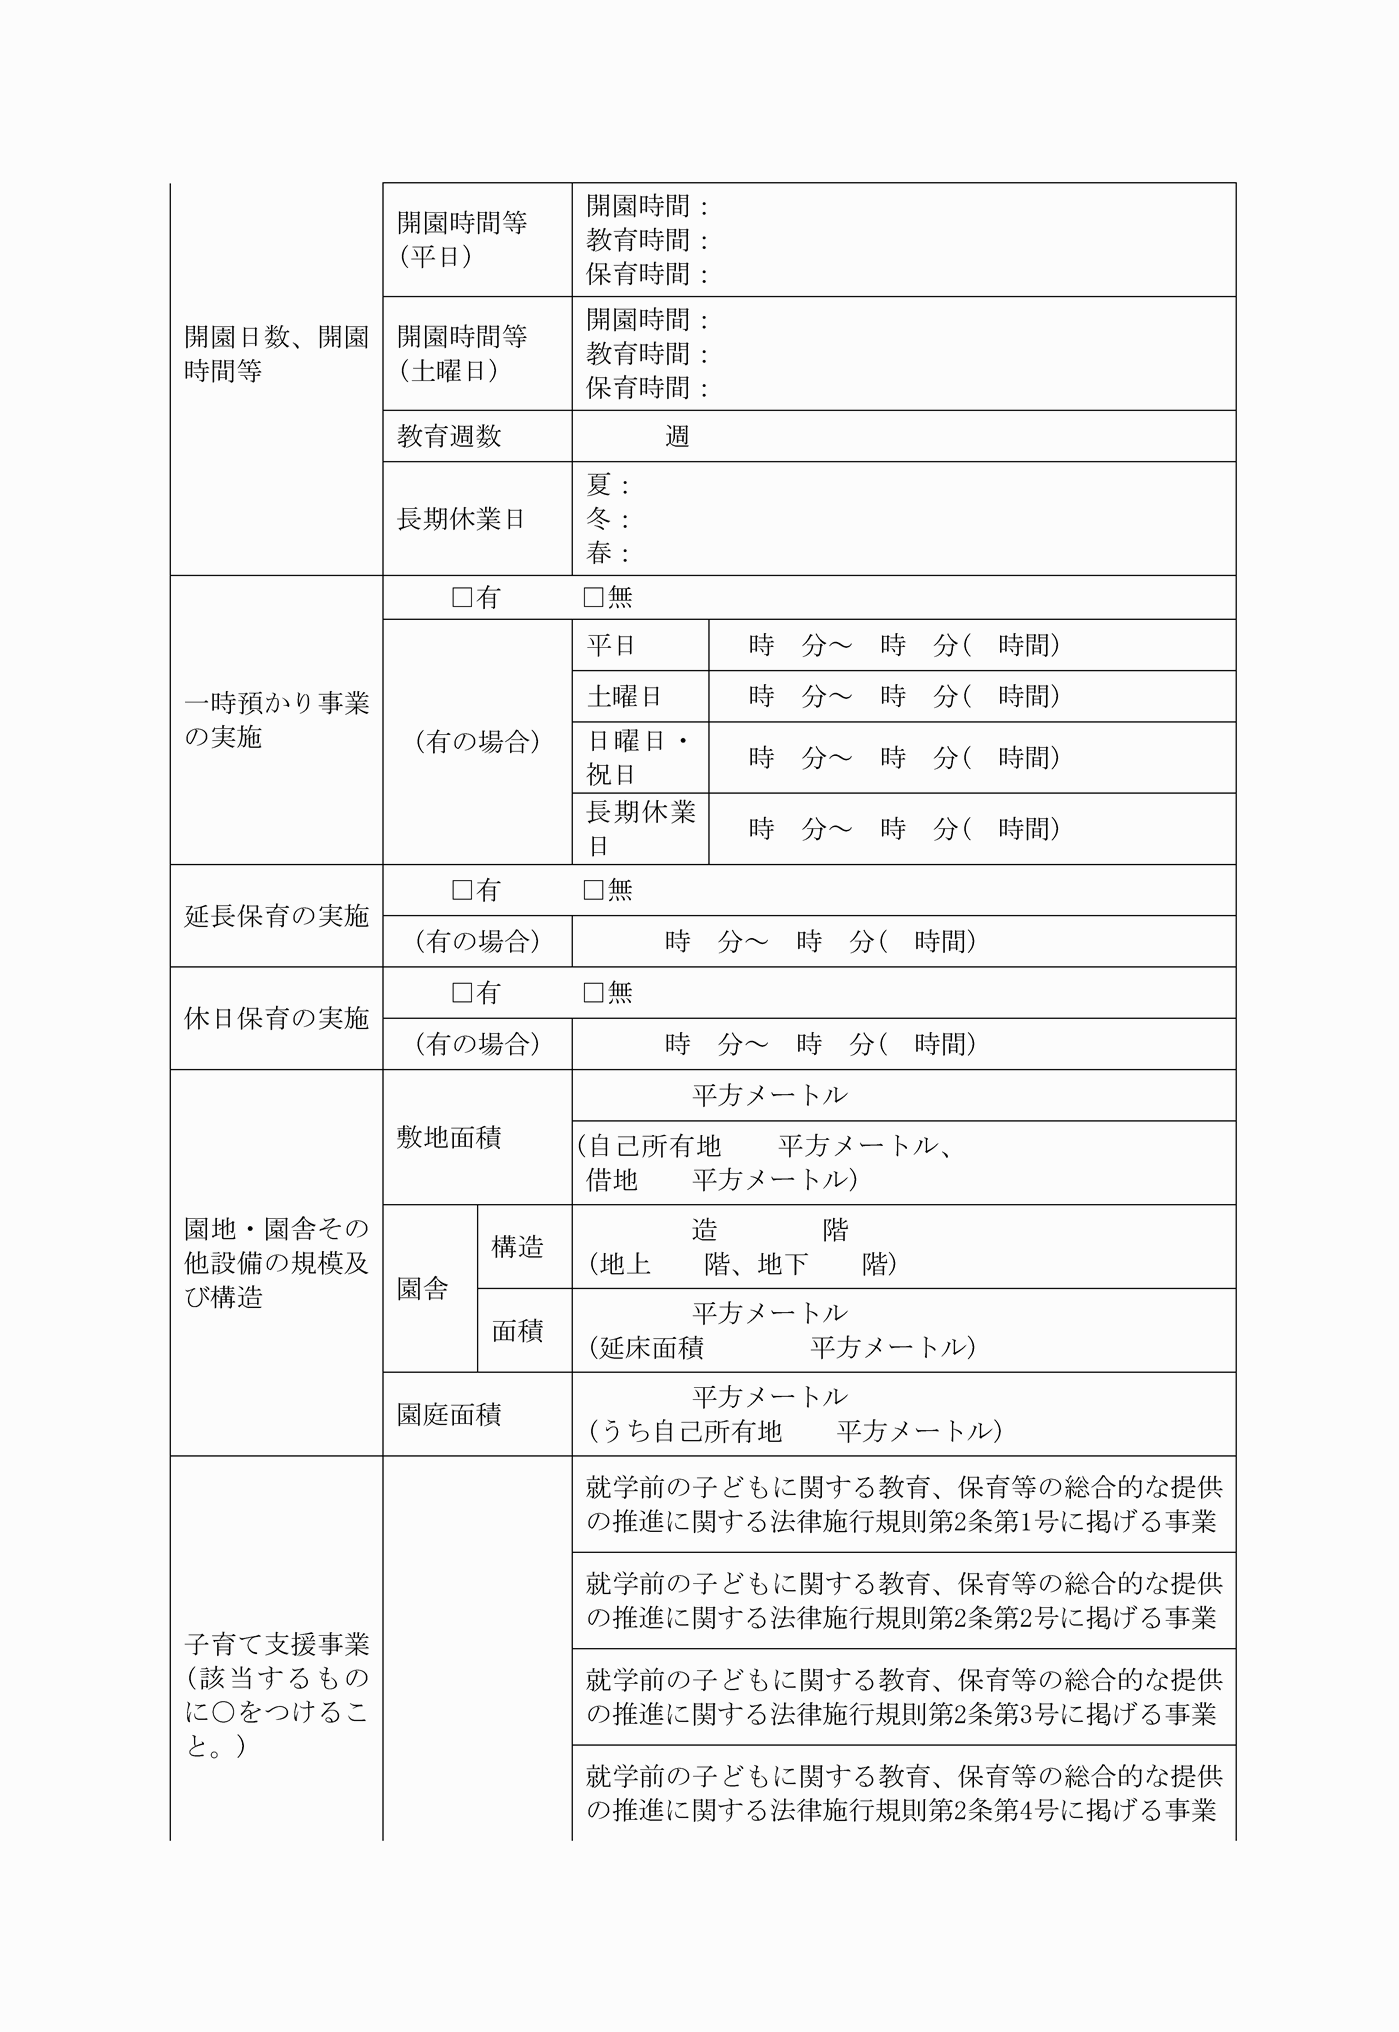 開園日数、開園
時間等
開園時間等
（平日）
開園時間：
教育時間：
保育時間：
開園時間等
（土曜日）
開園時間：
教育時間：
保育時間：
教育週数
週
長期休業日
夏：
冬：
春：
一時預かり事業
の実施
□有　　　□無
（有の場合）
平日
時　分～　時　分（　時間）
土曜日
時　分～　時　分（　時間）
日曜日・
祝日
時　分～　時　分（　時間）
長期休業
日
時　分～　時　分（　時間）
延長保育の実施
□有　　　□無
（有の場合）
時　分～　時　分（　時間）
休日保育の実施
□有　　　□無
（有の場合）
時　分～　時　分（　時間）
園地・園舎その
他設備の規模及
び構造
敷地面積
平方メートル
（自己所有地　　平方メートル、
借地　　平方メートル）
園舎
構造
造　　　　階
（地上　　階、地下　　階）
面積
平方メートル
（延床面積　　　　平方メートル）
園庭面積
平方メートル
（うち自己所有地　　平方メートル）
子育て支援事業
（該当するもの
に○をつけるこ
と。）
就学前の子どもに関する教育、保育等の総合的な提供
の推進に関する法律施行規則第2条第1号に掲げる事業
就学前の子どもに関する教育、保育等の総合的な提供
の推進に関する法律施行規則第2条第2号に掲げる事業
就学前の子どもに関する教育、保育等の総合的な提供
の推進に関する法律施行規則第2条第3号に掲げる事業
就学前の子どもに関する教育、保育等の総合的な提供
の推進に関する法律施行規則第2条第4号に掲げる事業